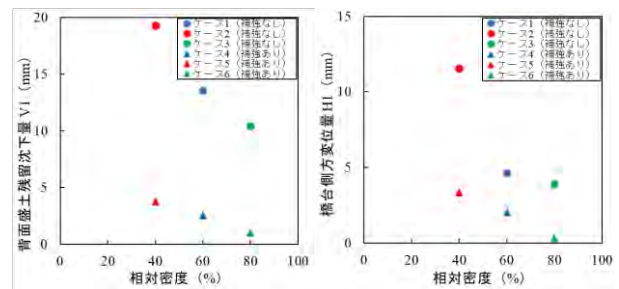 背面盛土残留沈下量 V1 (mm)
20
15
10
5
0
ケース1 (補強なし)
ケース2 (補強なし)
ケース3 (補強なし)
ケース4 (補強あり)
ケース5 (補強あり)
ケース6 (補強あり)
0 20 40 60 80 100
相対密度 (%)
橋台側方変位量 H1 (mm)
15
10
5
0
ケース1 (補強なし)
ケース2 (補強なし)
ケース3 (補強なし)
ケース4 (補強あり)
ケース5 (補強あり)
ケース6 (補強あり)
0 20 40 60 80 100
相対密度 (%)